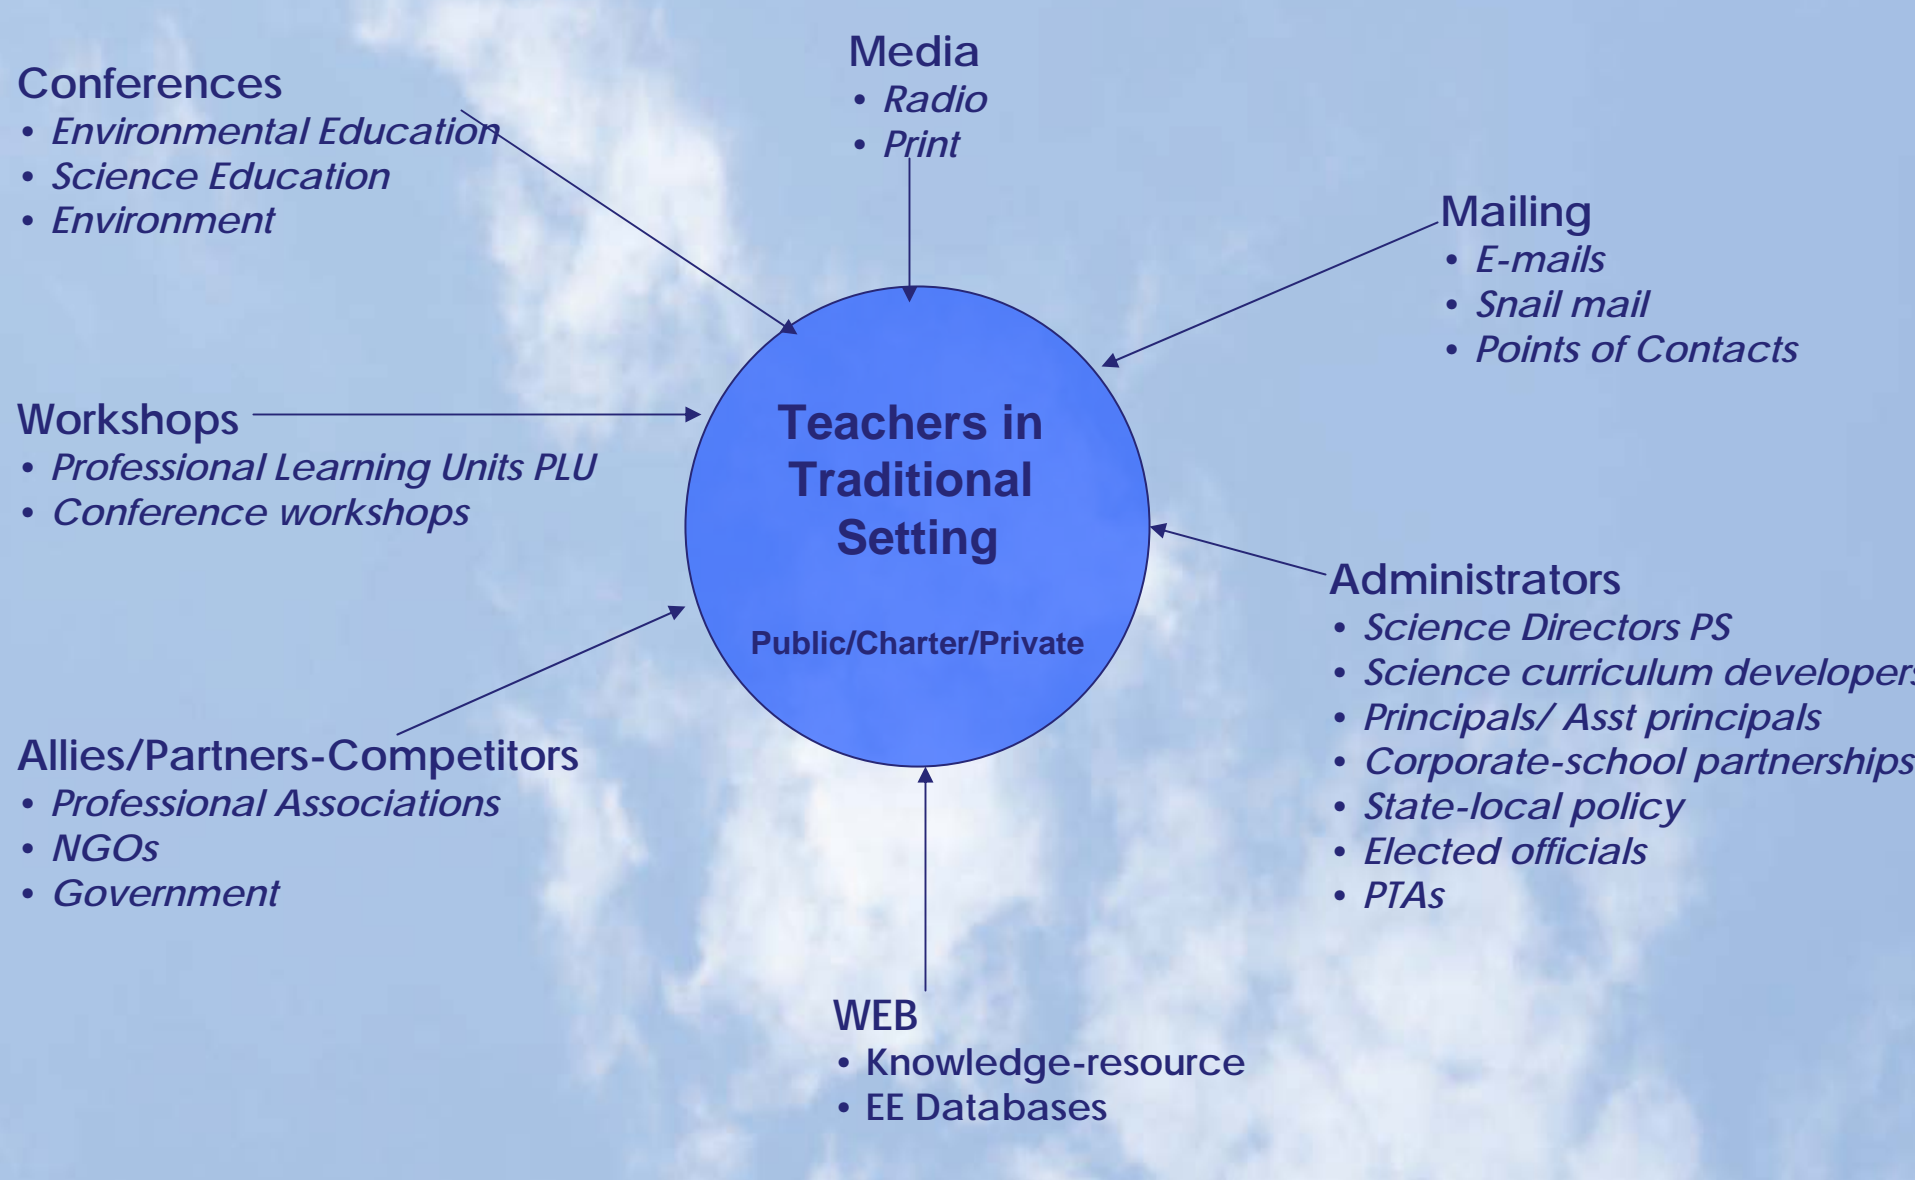 Conferences
• Environmental Education
• Science Education
• Environment
Media
• Radio
• Print
Mailing
• E-mails
• Snail mail
• Points of Contacts
Workshops
• Professional Learning Units PLU
• Conference workshops
Teachers in
Traditional
Setting
Public/Charter/Private
Administrators
• Science Directors PS
• Science curriculum developers
• Principals/ Asst principals
• Corporate-school partnerships
• State-local policy
• Elected officials
• PTAs
Allies/Partners-Competitors
• Professional Associations
• NGOs
• Government
WEB
• Knowledge-resource
• EE Databases